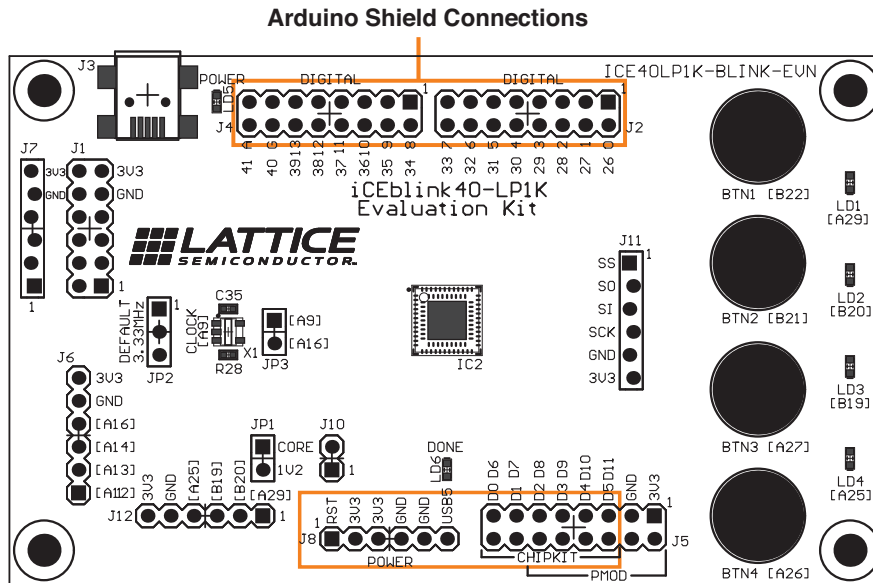 Arduino Shield Connections
ICE40LP1K-BLINK-EVN
J3
POWER
LD5
DIGITAL
DIGITAL
1
1
J4
J2
41 A
40 G
39 13
38 12
37 11
36 10
35 9
34 8
33 7
32 6
31 5
30 4
29 3
28 2
27 1
26 0
iCEblink40-LP1K
Evaluation Kit
LATTICE
SEMICONDUCTOR
J7
J1
3V3
3V3
GND
GND
1
1
BTN1 [B22]
LD1
[A29]
J11
1
SS
SO
SI
SCK
GND
3V3
BTN2 [B21]
LD2
[B20]
DEFAULT
3.33MHz
1
JP2
CLOCK
[A9]
C35
X1
R28
[A9]
[A16]
JP3
IC2
J6
3V3
GND
[A16]
[A14]
[A13]
[A112]
BTN3 [A27]
LD3
[B19]
JP1
CORE
1V2
J10
1
DONE
LD6
LD4
[A25]
J12
3V3
GND
[A25]
[B19]
[B20]
[A29]
1
J8
1
RST
3V3
3V3
GND
GND
USB5
POWER
D0 D6
D1 D7
D2 D8
D3 D9
D4 D10
D5 D11
GND
3V3
1
J5
CHIPKIT
PMOD
BTN4 [A26]